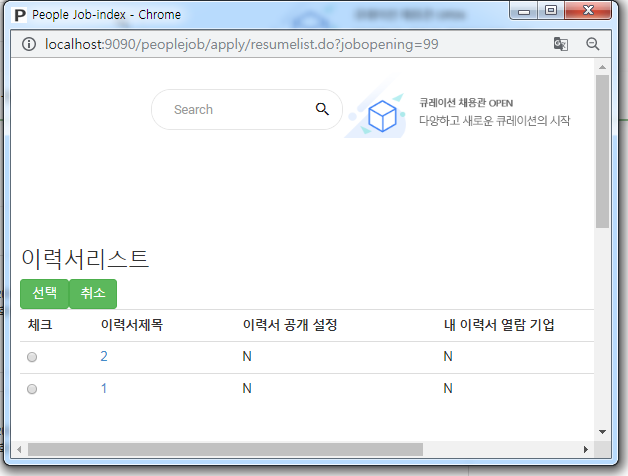 People Job-index - Chrome
localhost:9090/peoplejob/apply/resumelist.do?jobopening=99
Search
큐레이션 채용관 OPEN
다양하고 새로운 큐레이션의 시작
이력서리스트
선택 취소
체크 이력서제목 이력서 공개 설정 내 이력서 열람 기업
2 N N
1 N N